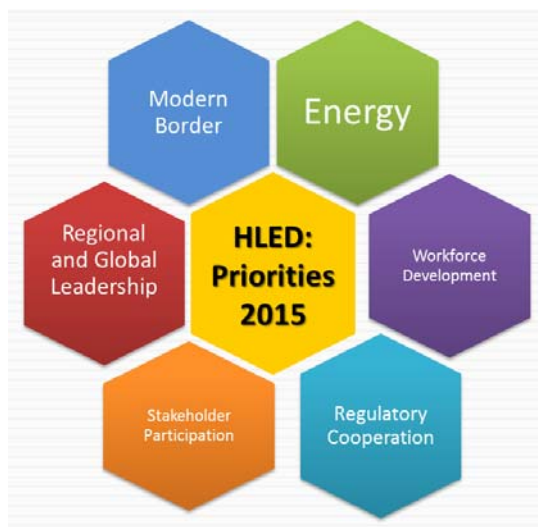 Modern
Border
Energy
Regional
and Global
Leadership
HLED:
Priorities
2015
Workforce
Development
Stakeholder
Participation
Regulatory
Cooperation